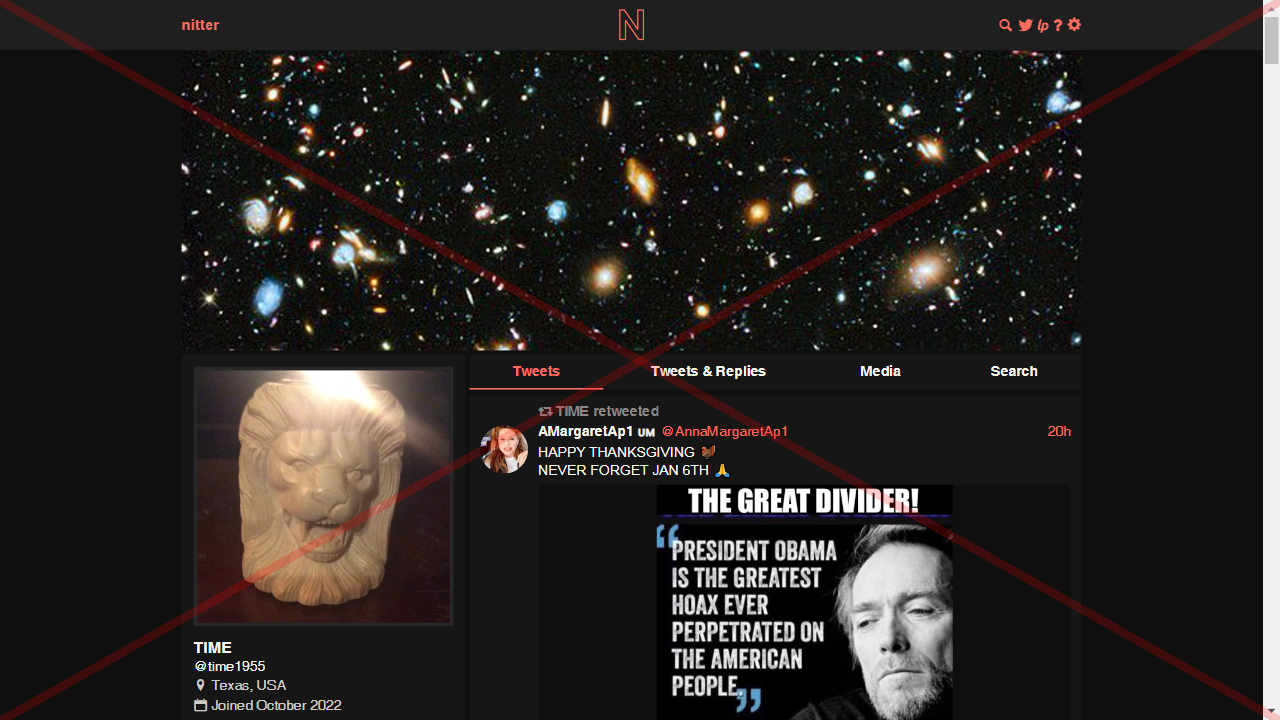 nitter
N
lp ?
Tweets
Tweets & Replies
Media
Search
TIME retweeted
AMargaretAp1 UM @AnnaMargaretAp1
20h
HAPPY THANKSGIVING 🦃
NEVER FORGET JAN 6TH 🙏
THE GREAT DIVIDER!
“PRESIDENT OBAMA
IS THE GREATEST
HOAX EVER
PERPETRATED ON
THE AMERICAN
PEOPLE.”
TIME
@time1955
Texas, USA
Joined October 2022